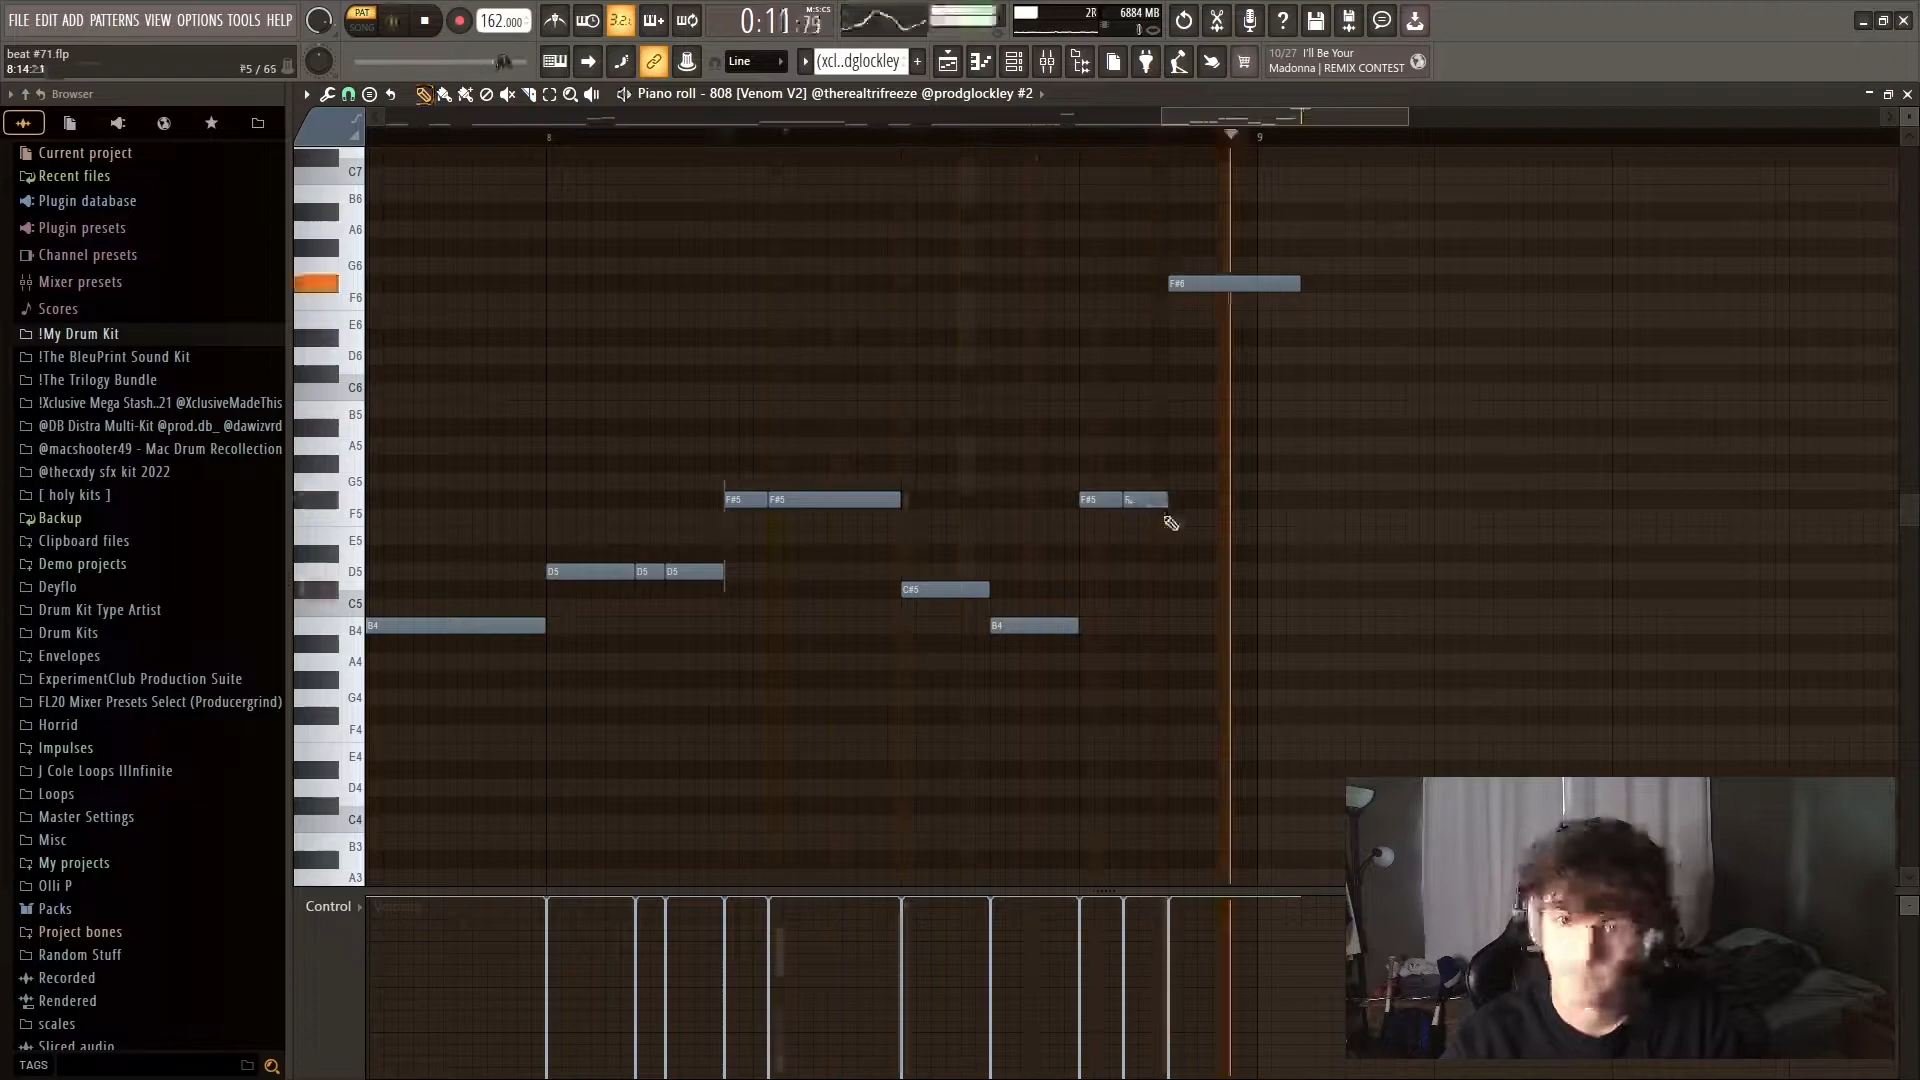 FILE EDIT ADD PATTERNS VIEW OPTIONS TOOLS HELP
beat #71.flp
8:14:21
F5 / 65
PAT
SONG
162.000
3.2.
0:11:79
M:S:CS
2R
6884 MB
Line
(xcl..dglockley
10/27 I'll Be Your
Madonna | REMIX CONTEST
Browser
Piano roll - 808 [Venom V2] @therealtrifreeze @prodglockley #2
Current project
Recent files
Plugin database
Plugin presets
Channel presets
Mixer presets
Scores
!My Drum Kit
!The BleuPrint Sound Kit
!The Trilogy Bundle
!Xclusive Mega Stash..21 @XclusiveMadeThis
@DB Distra Multi-Kit @prod.db_ @dawizvrd
@macshooter49 - Mac Drum Recollection
@thecxdy sfx kit 2022
[ holy kits ]
Backup
Clipboard files
Demo projects
Deyflo
Drum Kit Type Artist
Drum Kits
Envelopes
ExperimentClub Production Suite
FL20 Mixer Presets Select (Producergrind)
Horrid
Impulses
J Cole Loops IIInfinite
Loops
Master Settings
Misc
My projects
Olli P
Packs
Project bones
Random Stuff
Recorded
Rendered
scales
Sliced audio
TAGS
8
9
C7
B6
A6
G6
F6
E6
D6
C6
B5
A5
G5
F5
E5
D5
C5
B4
A4
G4
F4
E4
D4
C4
B3
A3
F#6
F#5
F#5
F#5
D5
D5
D5
C#5
B4
B4
Control